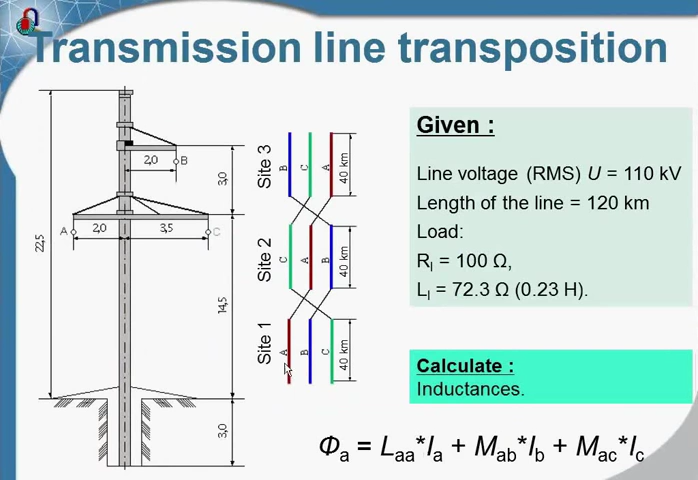 Transmission line transposition
2,0
B
3,0
A
2,0
3,5
C
22,5
14,5
3,0
Site 3
B
C
A
40 km
Site 2
C
A
B
40 km
Site 1
A
B
C
40 km
Given :
Line voltage (RMS) U = 110 kV
Length of the line = 120 km
Load:
Rl = 100 Ω,
Ll = 72.3 Ω (0.23 H).
Calculate :
Inductances.
Φa = Laa*Ia + Mab*Ib + Mac*Ic